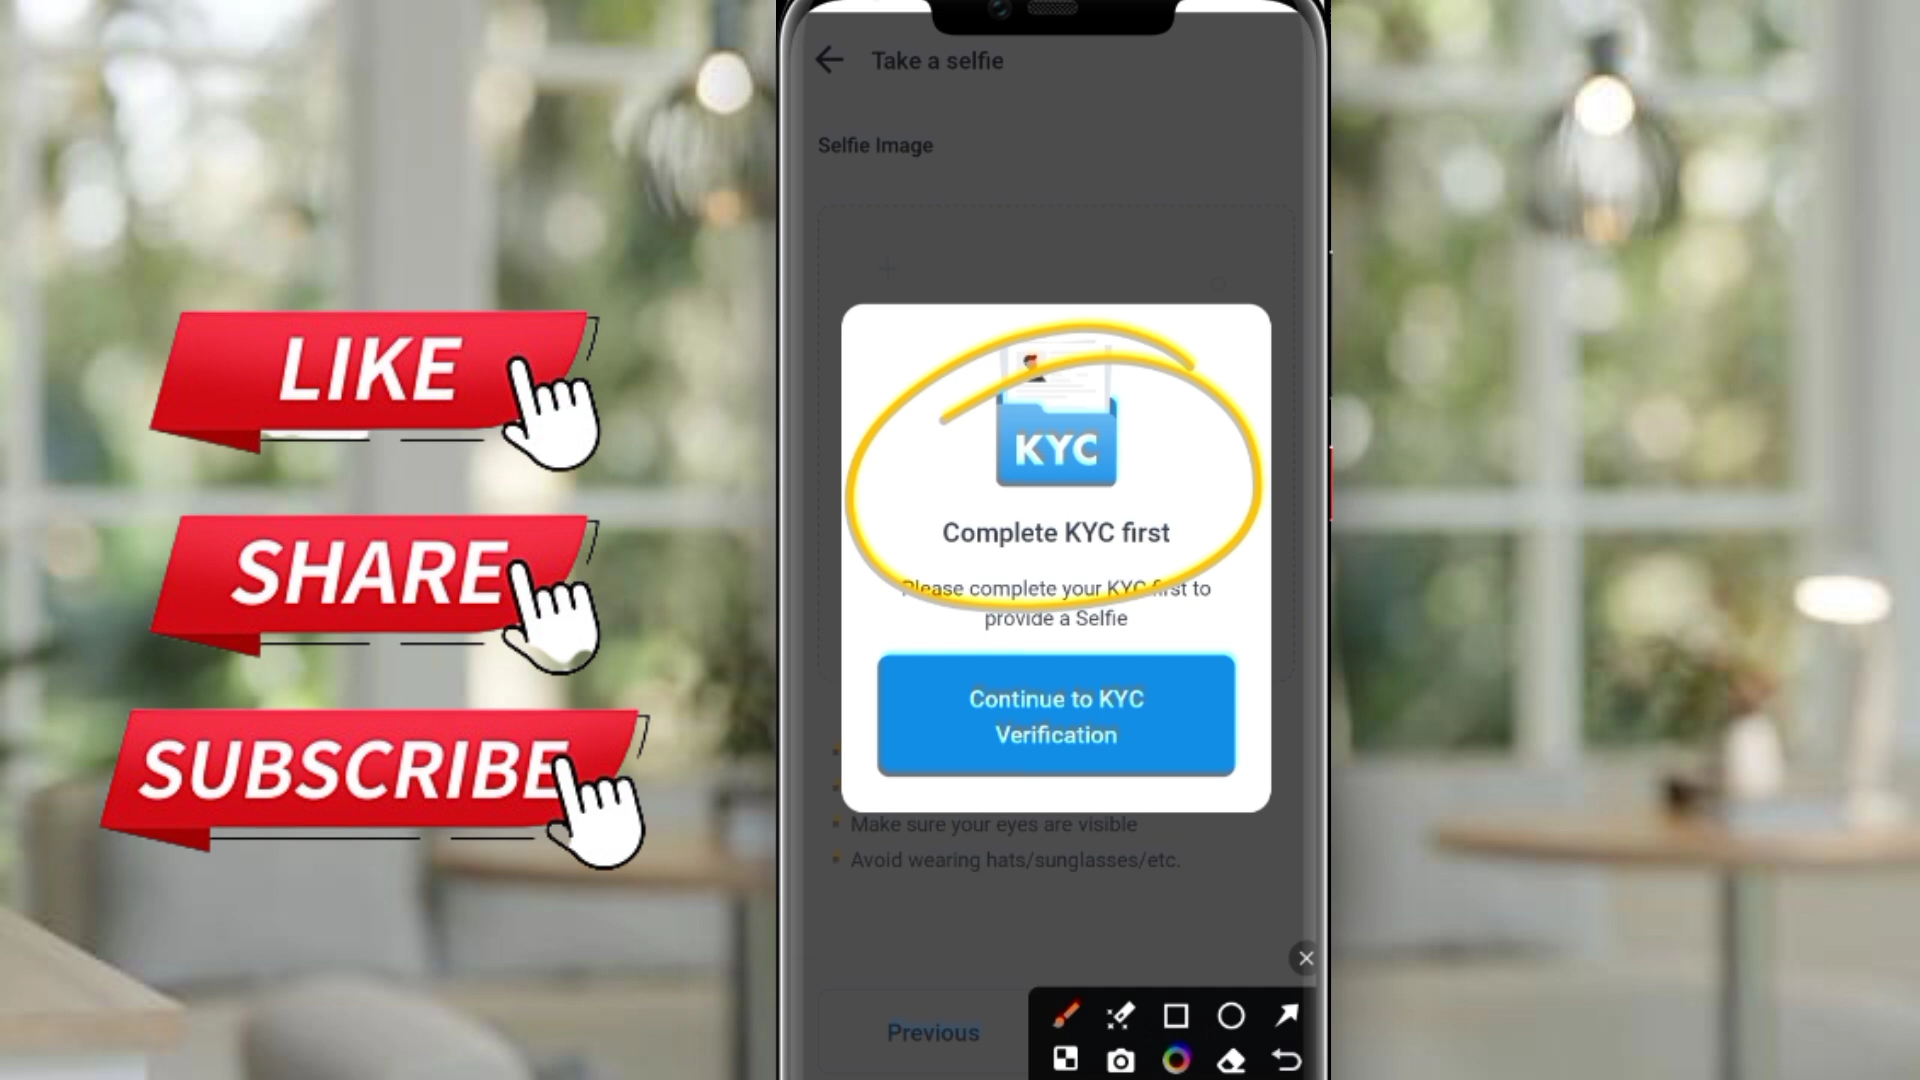 LIKE
SHARE
SUBSCRIBE
Take a selfie
Selfie Image
KYC
Complete KYC first
Please complete your KYC first to
provide a Selfie
Continue to KYC
Verification
Make sure your eyes are visible
Avoid wearing hats/sunglasses/etc.
Previous